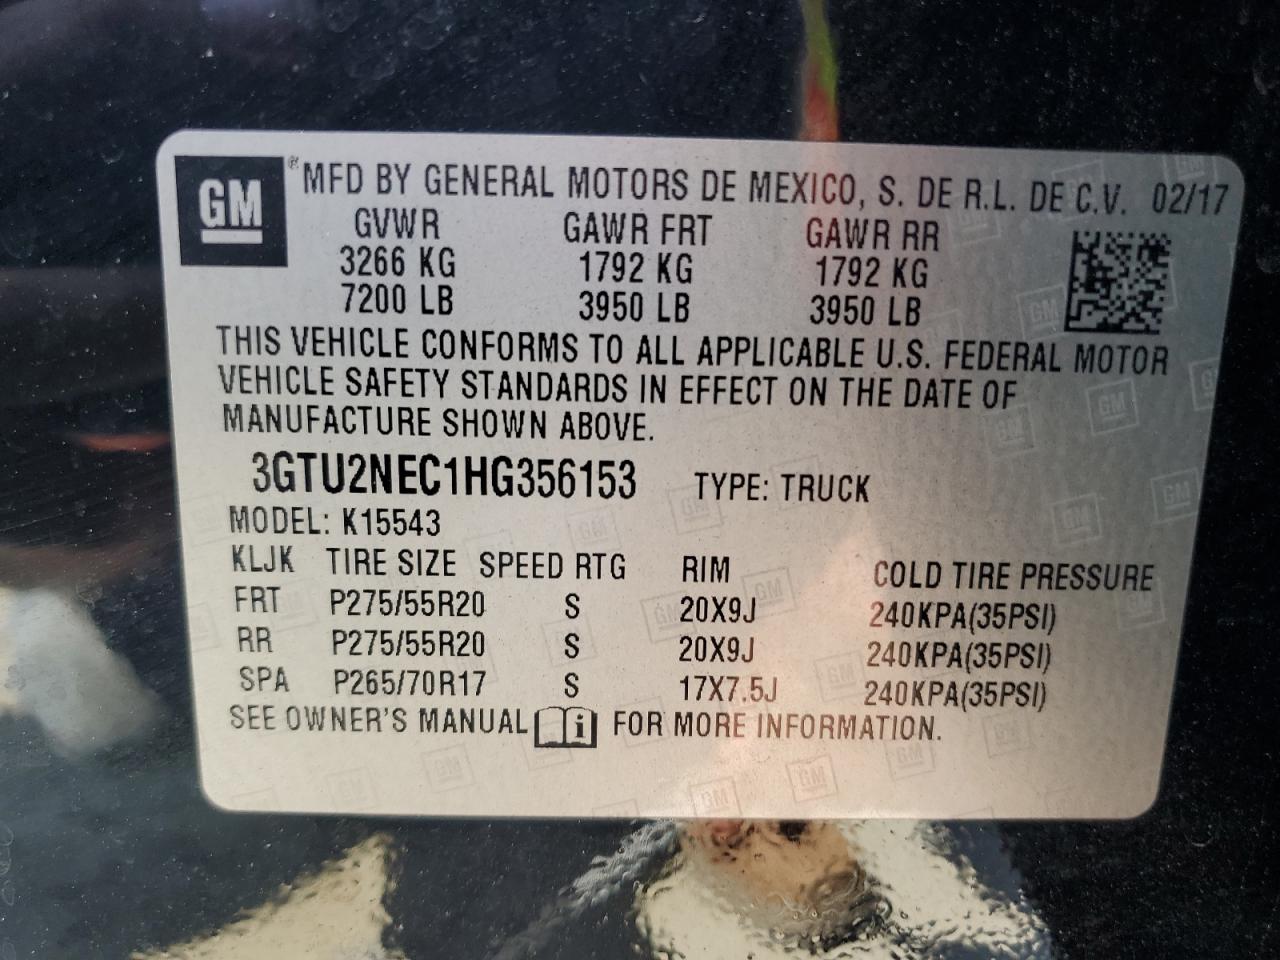 GM
® MFD BY GENERAL MOTORS DE MEXICO, S. DE R.L. DE C.V. 02/17
GVWR GAWR FRT GAWR RR
3266 KG 1792 KG 1792 KG
7200 LB 3950 LB 3950 LB
THIS VEHICLE CONFORMS TO ALL APPLICABLE U.S. FEDERAL MOTOR
VEHICLE SAFETY STANDARDS IN EFFECT ON THE DATE OF
MANUFACTURE SHOWN ABOVE.
3GTU2NEC1HG356153 TYPE: TRUCK
MODEL: K15543
KLJK TIRE SIZE SPEED RTG RIM COLD TIRE PRESSURE
FRT P275/55R20 S 20X9J 240KPA(35PSI)
RR P275/55R20 S 20X9J 240KPA(35PSI)
SPA P265/70R17 S 17X7.5J 240KPA(35PSI)
SEE OWNER'S MANUAL i FOR MORE INFORMATION.